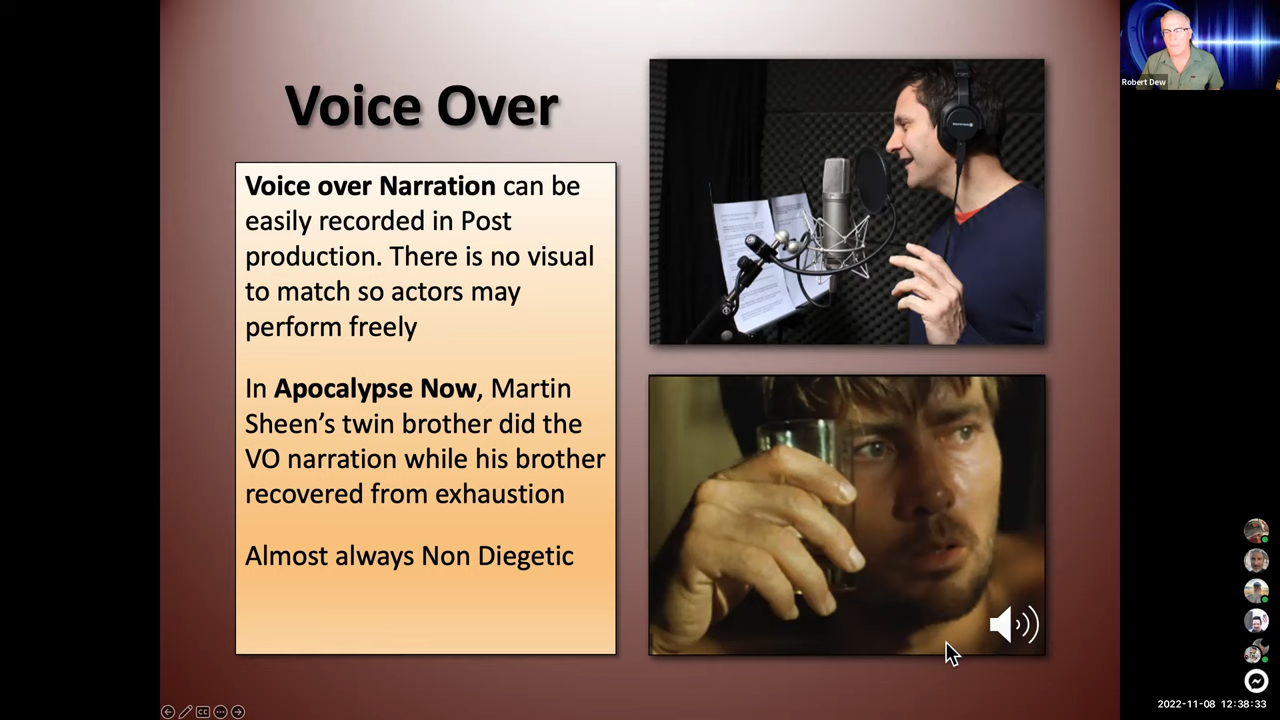 Voice Over
Voice over Narration can be
easily recorded in Post
production. There is no visual
to match so actors may
perform freely
In Apocalypse Now, Martin
Sheen’s twin brother did the
VO narration while his brother
recovered from exhaustion
Almost always Non Diegetic
Robert Dew
CC
2022-11-08 12:38:33